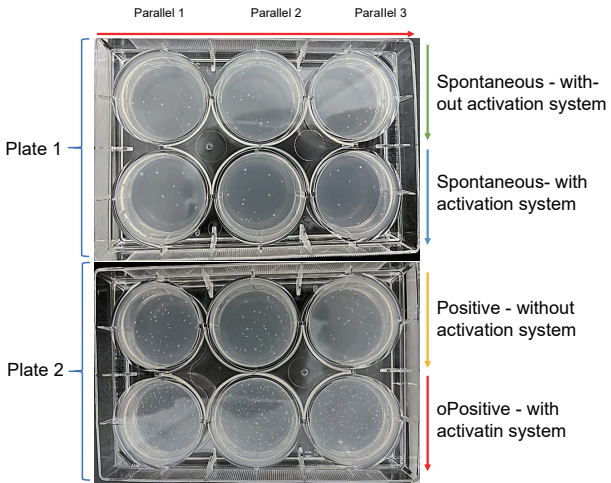 Parallel 1
Parallel 2
Parallel 3
Plate 1
Spontaneous - with-
out activation system
Spontaneous- with
activation system
Plate 2
Positive - without
activation system
oPositive - with
activatin system